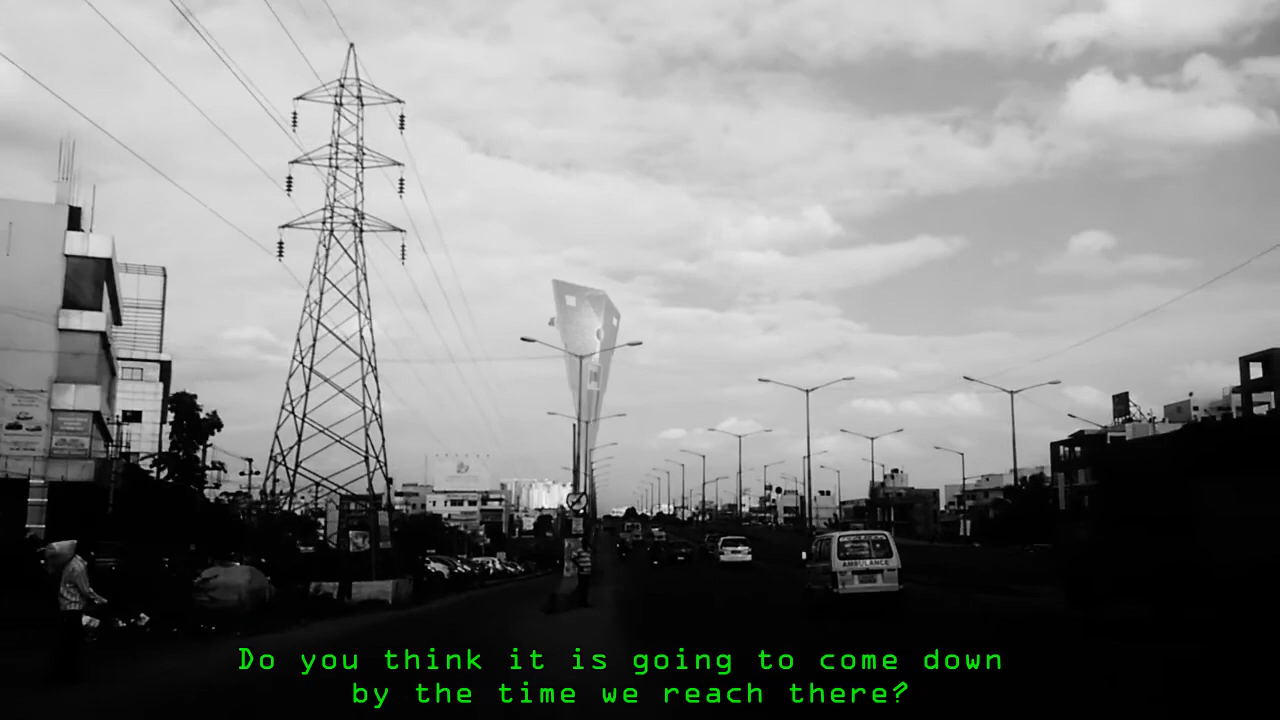 AMBULANCE
Do you think it is going to come down
by the time we reach there?